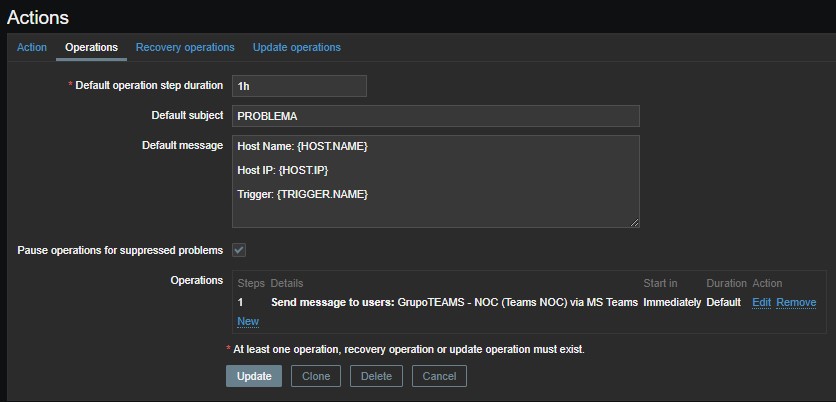 Actions
Action Operations Recovery operations Update operations
* Default operation step duration 1h
Default subject PROBLEMA
Default message Host Name: {HOST.NAME}
Host IP: {HOST.IP}
Trigger: {TRIGGER.NAME}
Pause operations for suppressed problems
Operations Steps Details Start in Duration Action
1 Send message to users: GrupoTEAMS - NOC (Teams NOC) via MS Teams Immediately Default Edit Remove
New
* At least one operation, recovery operation or update operation must exist.
Update Clone Delete Cancel